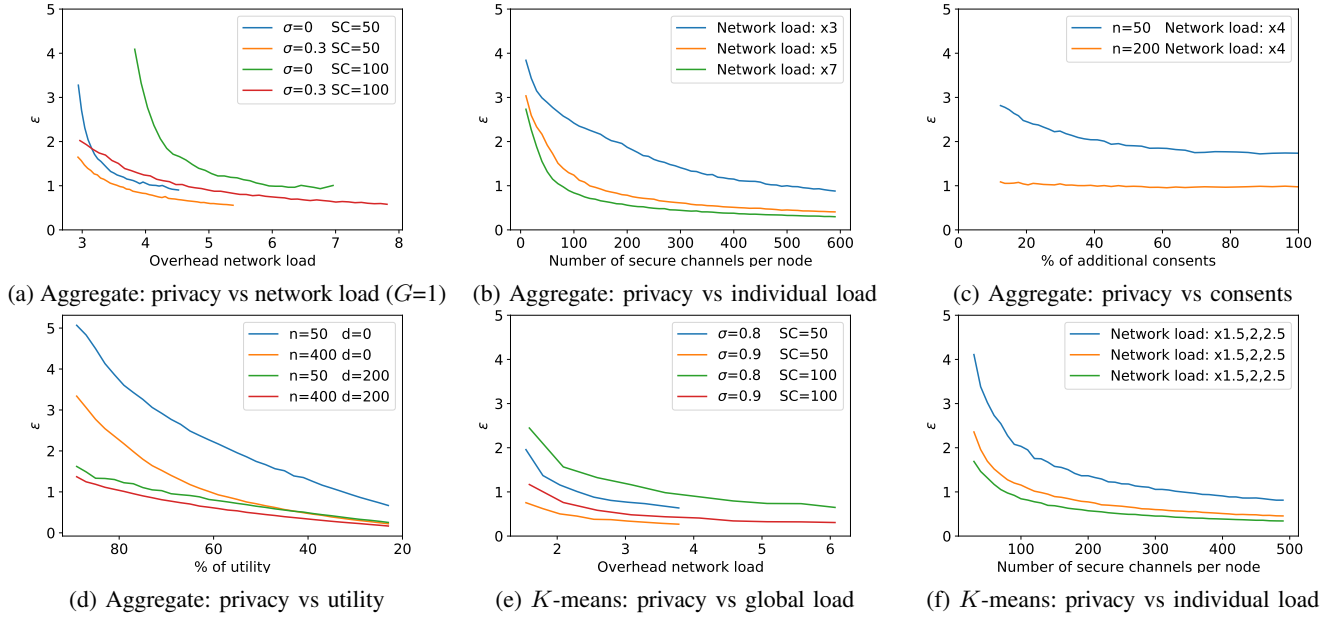 5
4
3
2
1
0
ε
σ=0 SC=50
σ=0.3 SC=50
σ=0 SC=100
σ=0.3 SC=100
3 4 5 6 7 8
Overhead network load
(a) Aggregate: privacy vs network load (G=1)
5
4
3
2
1
0
ε
Network load: x3
Network load: x5
Network load: x7
0 100 200 300 400 500 600
Number of secure channels per node
(b) Aggregate: privacy vs individual load
5
4
3
2
1
0
ε
n=50 Network load: x4
n=200 Network load: x4
0 20 40 60 80 100
% of additional consents
(c) Aggregate: privacy vs consents
5
4
3
2
1
0
ε
n=50 d=0
n=400 d=0
n=50 d=200
n=400 d=200
80 60 40 20
% of utility
(d) Aggregate: privacy vs utility
5
4
3
2
1
0
ε
σ=0.8 SC=50
σ=0.9 SC=50
σ=0.8 SC=100
σ=0.9 SC=100
2 3 4 5 6
Overhead network load
(e) K-means: privacy vs global load
5
4
3
2
1
0
ε
Network load: x1.5,2,2.5
Network load: x1.5,2,2.5
Network load: x1.5,2,2.5
100 200 300 400 500
Number of secure channels per node
(f) K-means: privacy vs individual load